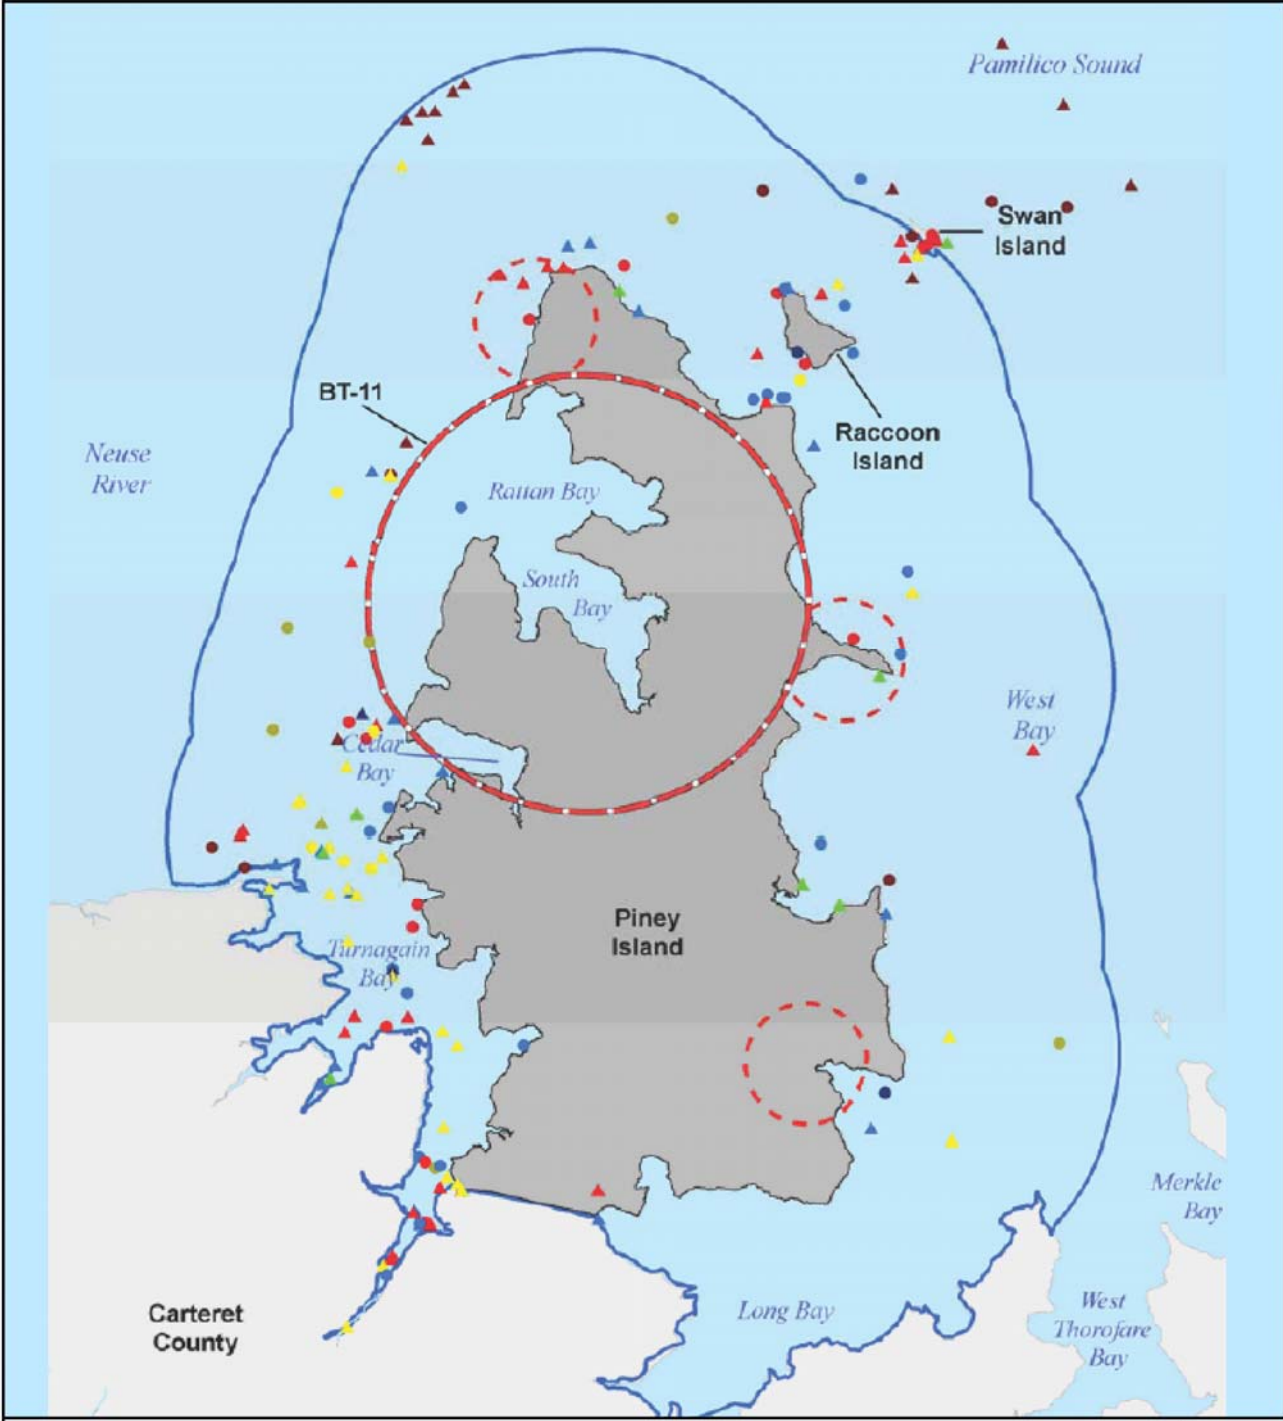 Pamilico Sound
Swan
Island
BT-11
Raccoon
Island
Neuse
River
Rattan Bay
South
Bay
West
Bay
Cedar
Bay
Piney
Island
Turnagain
Bay
Merkle
Bay
Carteret
County
Long Bay
West
Thorofare
Bay